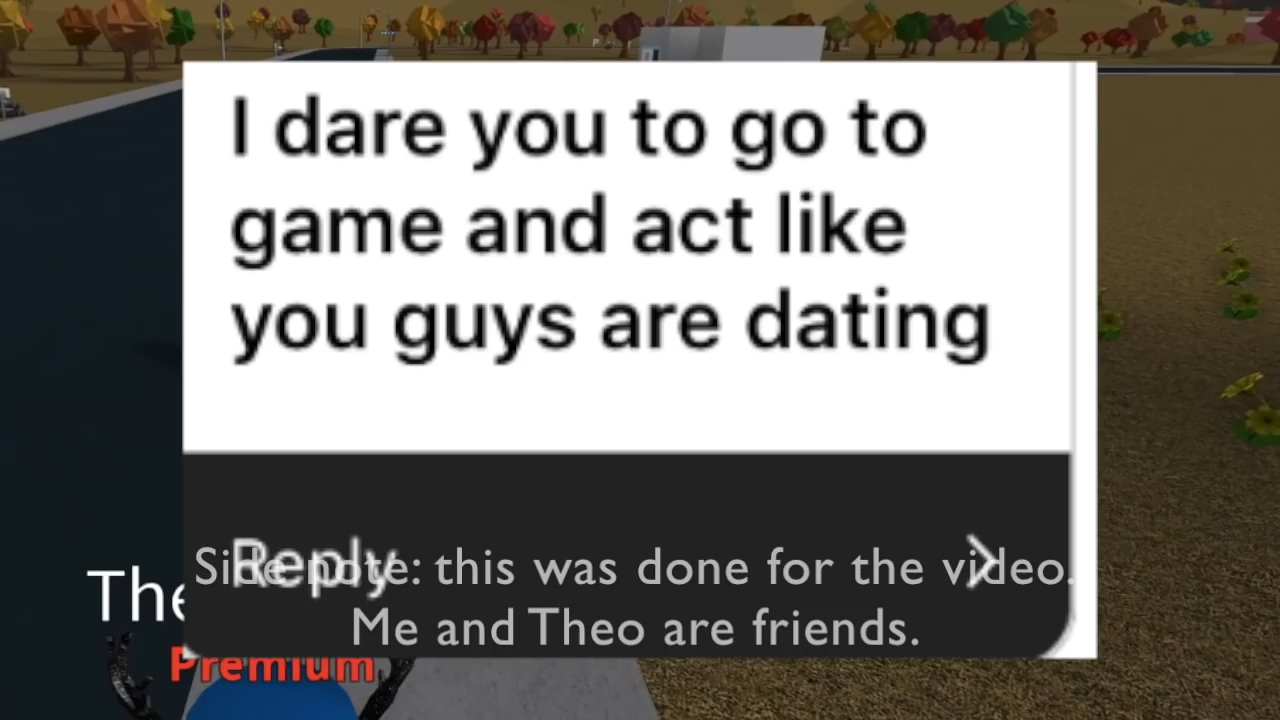 I dare you to go to
game and act like
you guys are dating
Reply
Side note: this was done for the video.
Me and Theo are friends.
The
Premium